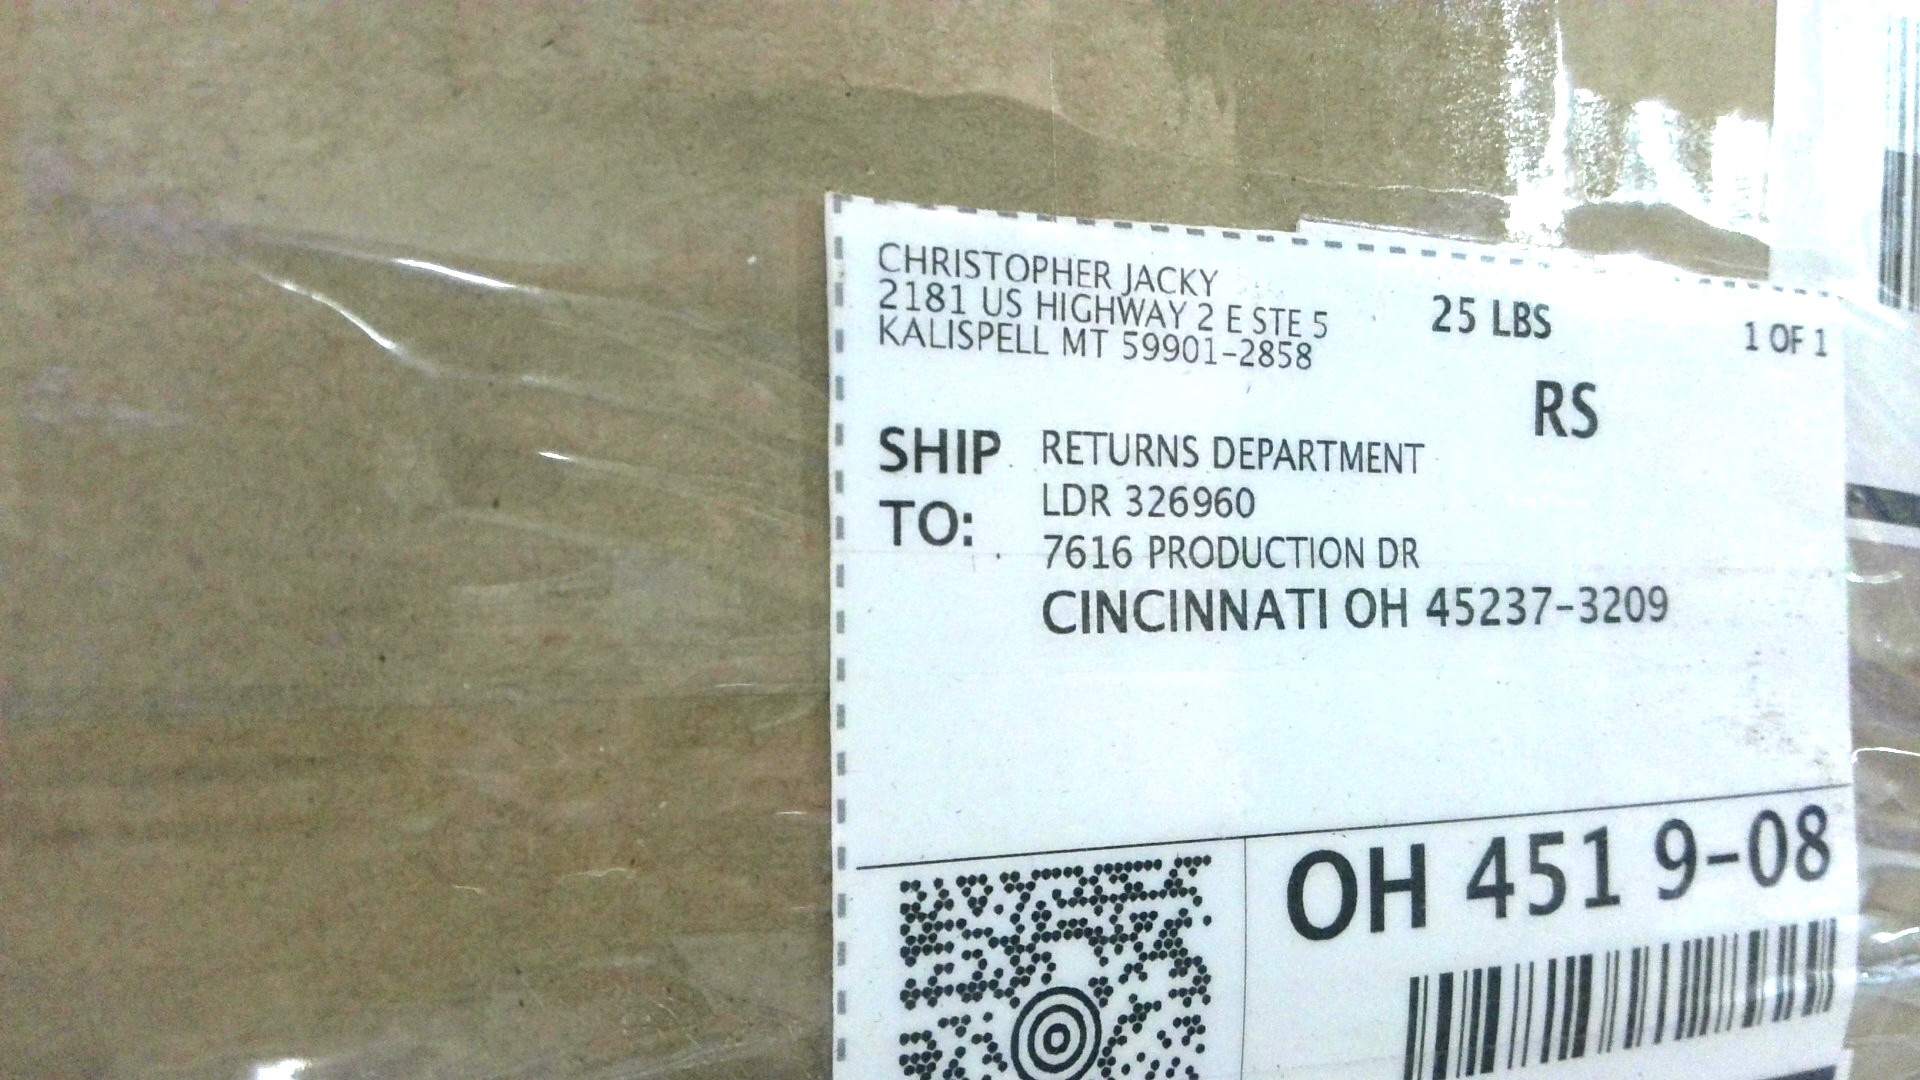 CHRISTOPHER JACKY
2181 US HIGHWAY 2 E STE 5
KALISPELL MT 59901-2858
25 LBS
1 OF 1
RS
SHIP TO:
RETURNS DEPARTMENT
LDR 326960
7616 PRODUCTION DR
CINCINNATI OH 45237-3209
OH 451 9-08